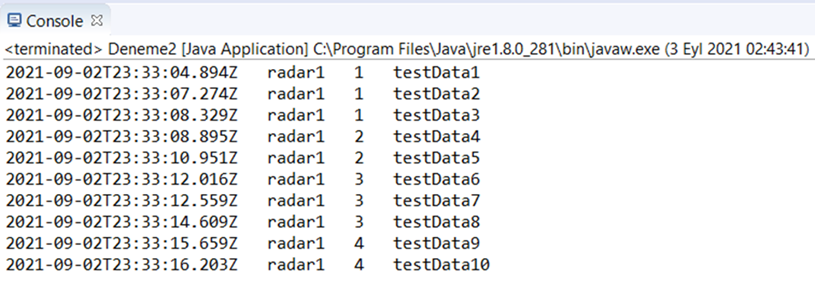 Console
<terminated> Deneme2 [Java Application] C:\Program Files\Java\jre1.8.0_281\bin\javaw.exe (3 Eyl 2021 02:43:41)
2021-09-02T23:33:04.894Z radar1 1 testData1
2021-09-02T23:33:07.274Z radar1 1 testData2
2021-09-02T23:33:08.329Z radar1 1 testData3
2021-09-02T23:33:08.895Z radar1 2 testData4
2021-09-02T23:33:10.951Z radar1 2 testData5
2021-09-02T23:33:12.016Z radar1 3 testData6
2021-09-02T23:33:12.559Z radar1 3 testData7
2021-09-02T23:33:14.609Z radar1 3 testData8
2021-09-02T23:33:15.659Z radar1 4 testData9
2021-09-02T23:33:16.203Z radar1 4 testData10